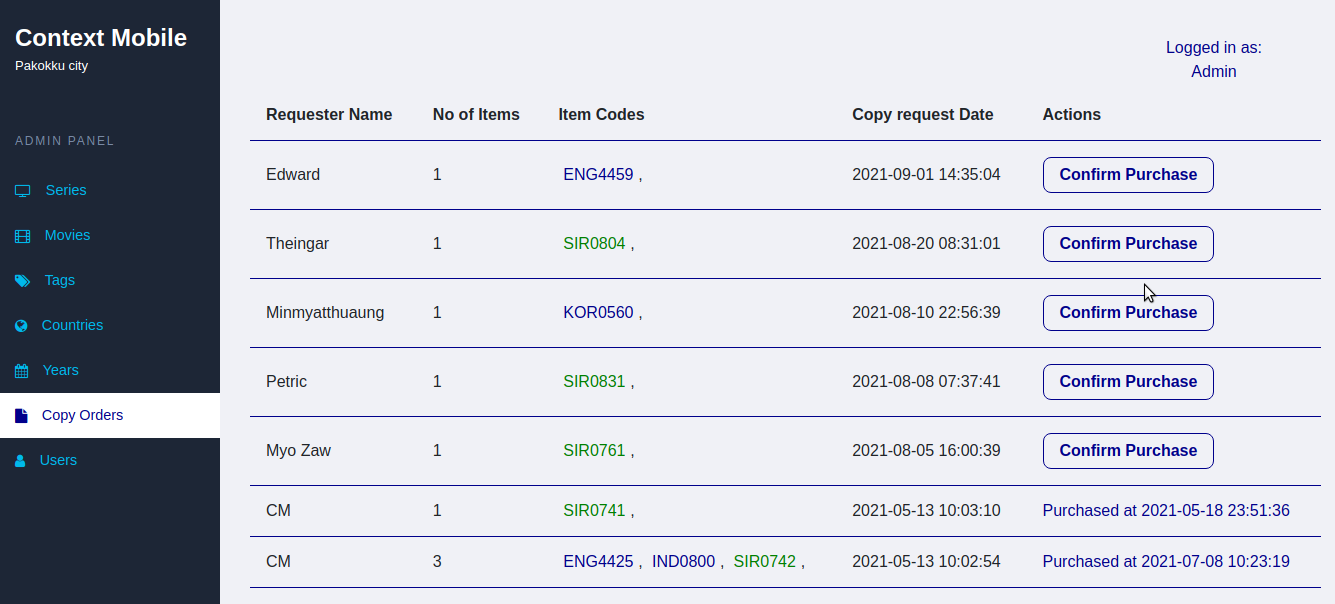 Context Mobile
Pakokku city
Logged in as:
Admin
ADMIN PANEL
Series
Movies
Tags
Countries
Years
Copy Orders
Users
Requester Name No of Items Item Codes Copy request Date Actions
Edward 1 ENG4459 , 2021-09-01 14:35:04 Confirm Purchase
Theingar 1 SIR0804 , 2021-08-20 08:31:01 Confirm Purchase
Minmyatthuaung 1 KOR0560 , 2021-08-10 22:56:39 Confirm Purchase
Petric 1 SIR0831 , 2021-08-08 07:37:41 Confirm Purchase
Myo Zaw 1 SIR0761 , 2021-08-05 16:00:39 Confirm Purchase
CM 1 SIR0741 , 2021-05-13 10:03:10 Purchased at 2021-05-18 23:51:36
CM 3 ENG4425 , IND0800 , SIR0742 , 2021-05-13 10:02:54 Purchased at 2021-07-08 10:23:19